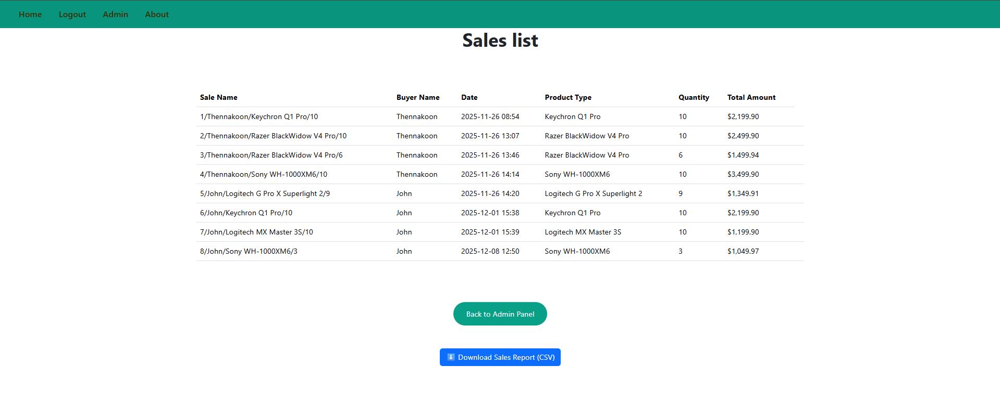 Home Logout Admin About
Sales list
Sale Name Buyer Name Date Product Type Quantity Total Amount
1/Thennakoon/Keychron Q1 Pro/10 Thennakoon 2025-11-26 08:54 Keychron Q1 Pro 10 $2,199.90
2/Thennakoon/Razer BlackWidow V4 Pro/10 Thennakoon 2025-11-26 13:07 Razer BlackWidow V4 Pro 10 $2,499.90
3/Thennakoon/Razer BlackWidow V4 Pro/6 Thennakoon 2025-11-26 13:46 Razer BlackWidow V4 Pro 6 $1,499.94
4/Thennakoon/Sony WH-1000XM6/10 Thennakoon 2025-11-26 14:14 Sony WH-1000XM6 10 $3,499.90
5/John/Logitech G Pro X Superlight 2/9 John 2025-11-26 14:20 Logitech G Pro X Superlight 2 9 $1,349.91
6/John/Keychron Q1 Pro/10 John 2025-12-01 15:38 Keychron Q1 Pro 10 $2,199.90
7/John/Logitech MX Master 3S/10 John 2025-12-01 15:39 Logitech MX Master 3S 10 $1,199.90
8/John/Sony WH-1000XM6/3 John 2025-12-08 12:50 Sony WH-1000XM6 3 $1,049.97
Back to Admin Panel
⬇️ Download Sales Report (CSV)